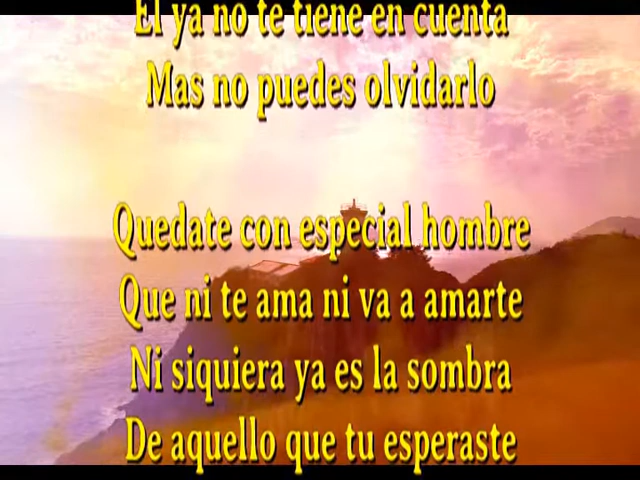 El ya no te tiene en cuenta
Mas no puedes olvidarlo
Quedate con especial hombre
Que ni te ama ni va a amarte
Ni siquiera ya es la sombra
De aquello que tu esperaste